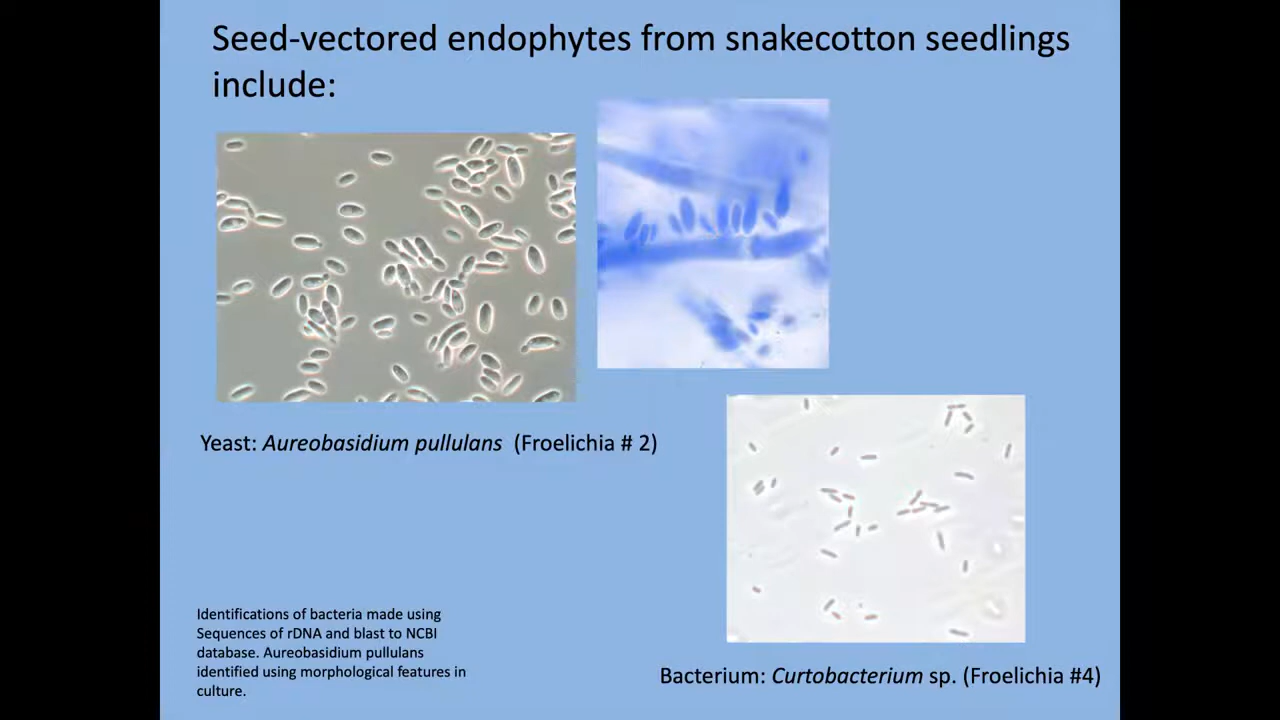 Seed-vectored endophytes from snakecotton seedlings
include:
Yeast: Aureobasidium pullulans (Froelichia # 2)
Identifications of bacteria made using
Sequences of rDNA and blast to NCBI
database. Aureobasidium pullulans
identified using morphological features in
culture.
Bacterium: Curtobacterium sp. (Froelichia #4)